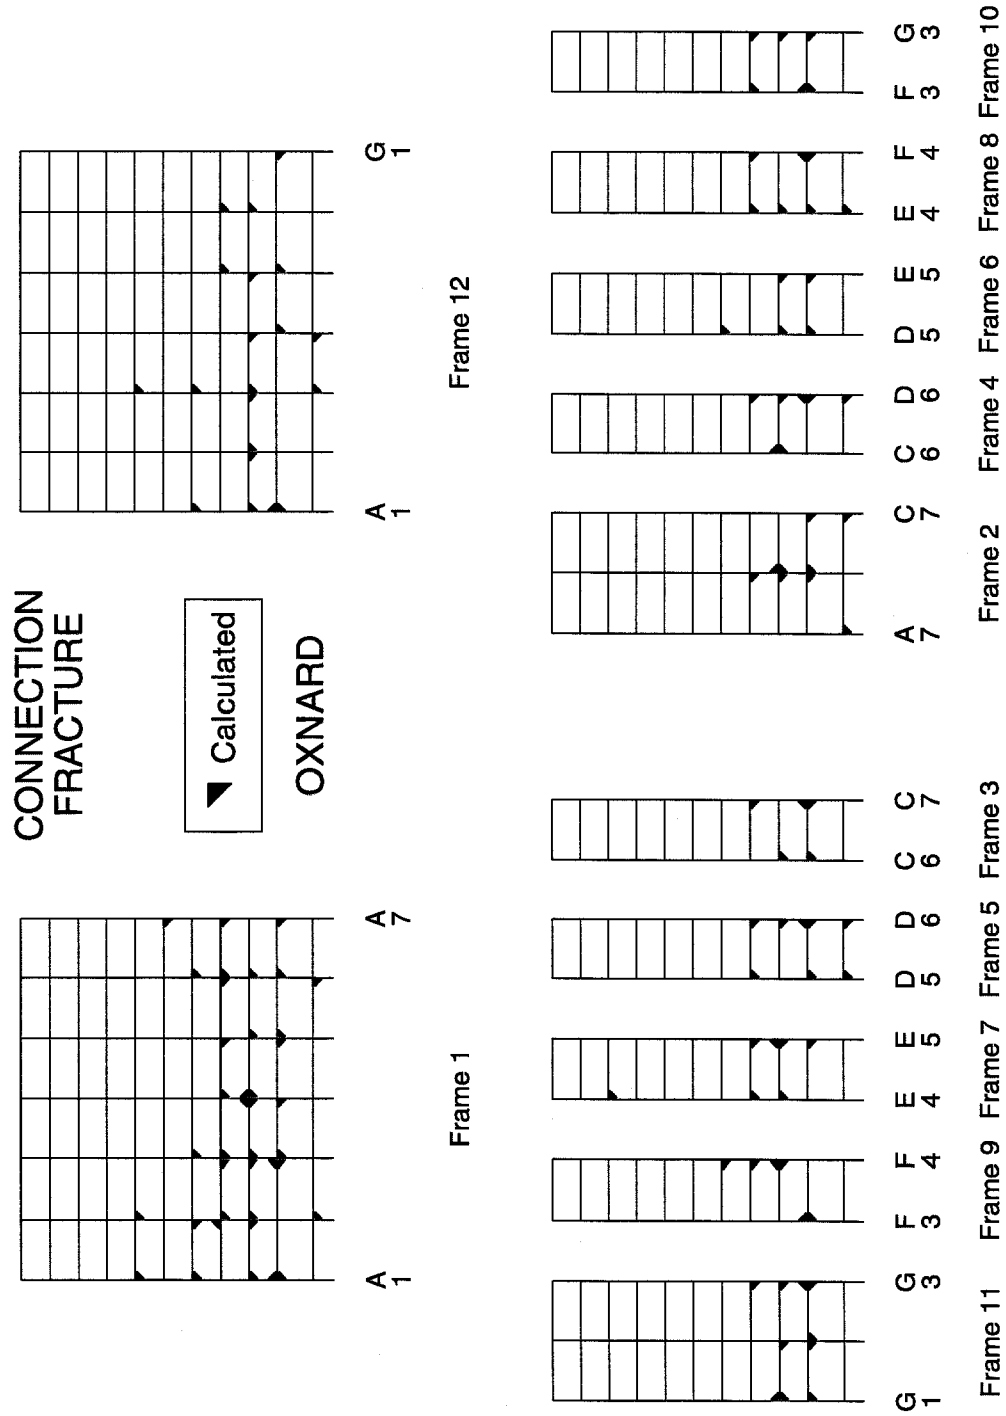 CONNECTION
FRACTURE
Calculated
OXNARD
A G
1 1
Frame 12
A A
1 7
Frame 1
A C
7 7
Frame 2
C D
6 6
Frame 4
D E
5 5
Frame 6
E F
4 4
Frame 8
F G
3 3
Frame 10
G G
1 3
Frame 11
F F
3 4
Frame 9
E E
4 5
Frame 7
D D
5 6
Frame 5
C C
6 7
Frame 3